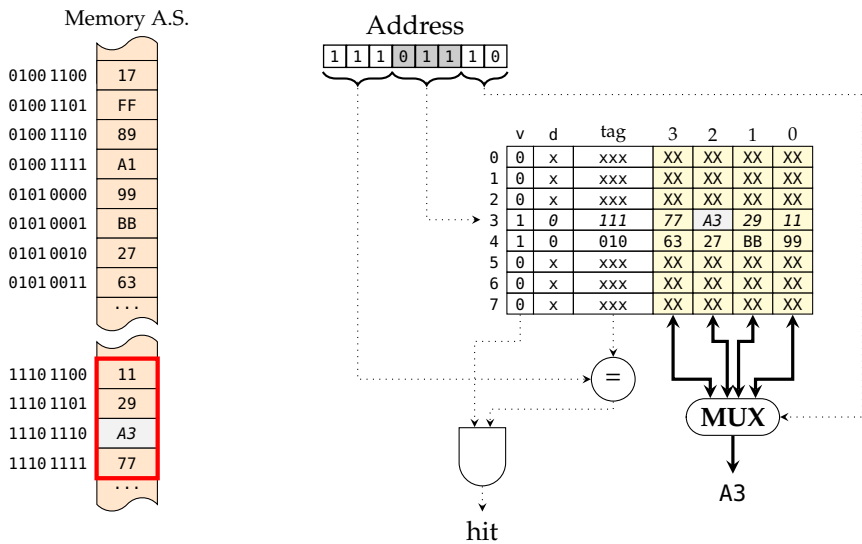 Memory A.S.
0100 1100 17
0100 1101 FF
0100 1110 89
0100 1111 A1
0101 0000 99
0101 0001 BB
0101 0010 27
0101 0011 63
...
1110 1100 11
1110 1101 29
1110 1110 A3
1110 1111 77
...
Address
1 1 1 0 1 1 1 0
v d tag 3 2 1 0
0 0 x xxx XX XX XX XX
1 0 x xxx XX XX XX XX
2 0 x xxx XX XX XX XX
3 1 0 111 77 A3 29 11
4 1 0 010 63 27 BB 99
5 0 x xxx XX XX XX XX
6 0 x xxx XX XX XX XX
7 0 x xxx XX XX XX XX
=
MUX
A3
hit